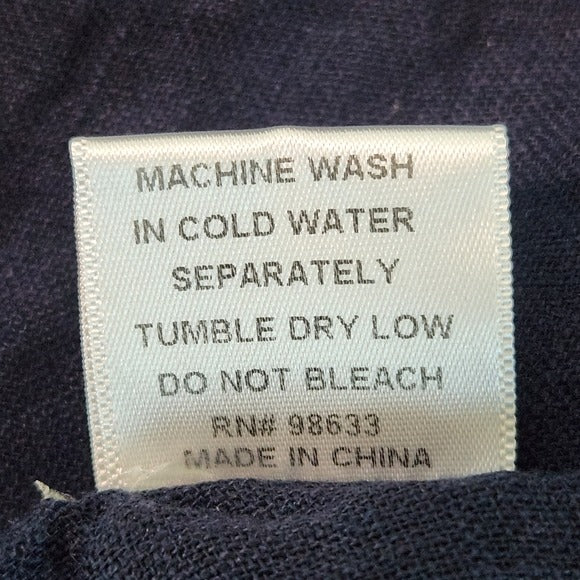 MACHINE WASH
IN COLD WATER
SEPARATELY
TUMBLE DRY LOW
DO NOT BLEACH
RN# 98633
MADE IN CHINA